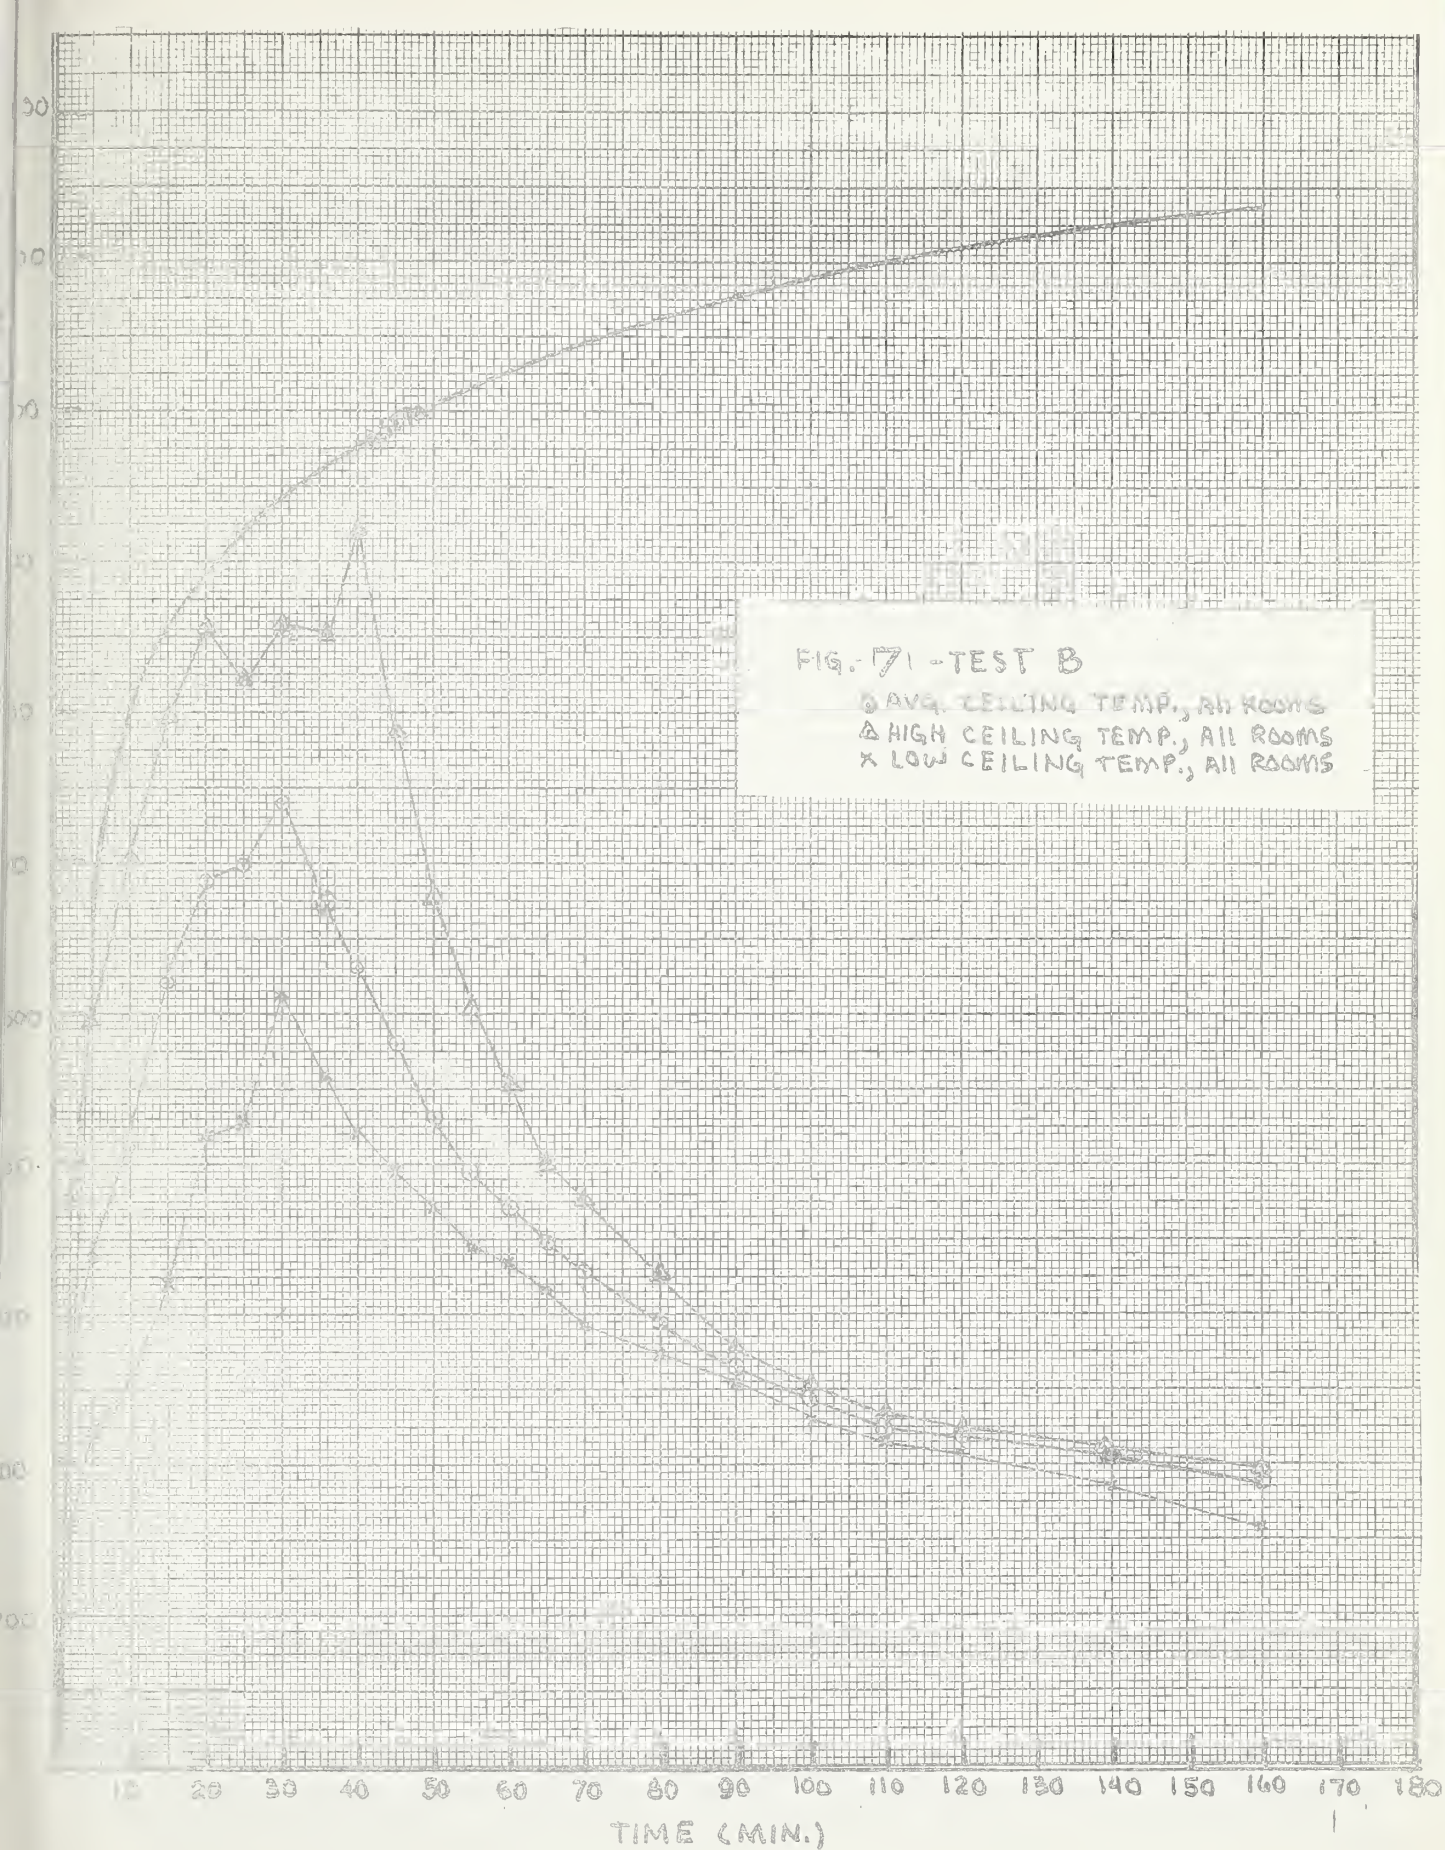 FIG.-71 -TEST B
AVG. CEILING TEMP., All ROOMS
HIGH CEILING TEMP., All ROOMS
X LOW CEILING TEMP., All ROOMS
10 20 30 40 50 60 70 80 90 100 110 120 130 140 150 160 170 180
TIME (MIN.)